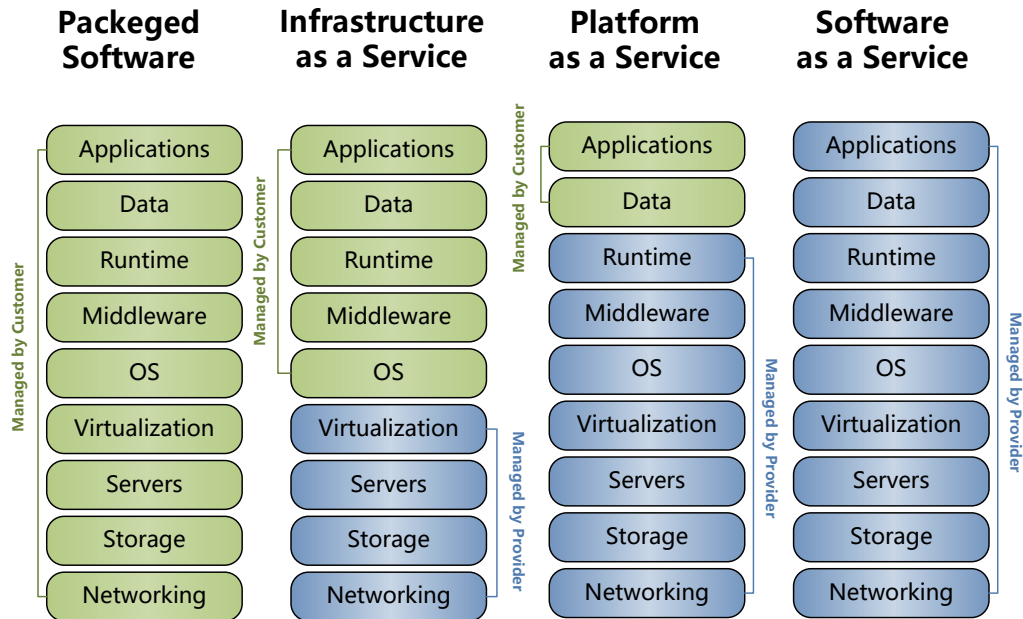 Packeged
Software
Managed by Customer
Applications
Data
Runtime
Middleware
OS
Virtualization
Servers
Storage
Networking
Infrastructure
as a Service
Managed by Customer
Applications
Data
Runtime
Middleware
OS
Virtualization
Servers
Storage
Networking
Managed by Provider
Platform
as a Service
Managed by Customer
Applications
Data
Runtime
Middleware
OS
Virtualization
Servers
Storage
Networking
Managed by Provider
Software
as a Service
Applications
Data
Runtime
Middleware
OS
Virtualization
Servers
Storage
Networking
Managed by Provider